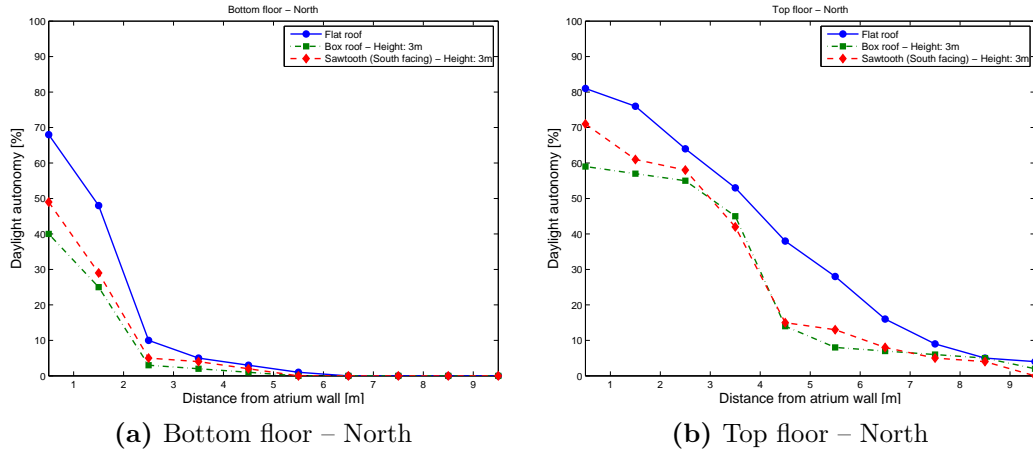 Bottom floor – North
100
90
80
70
60
50
40
30
20
10
0
1 2 3 4 5 6 7 8 9
Daylight autonomy [%]
Distance from atrium wall [m]
Flat roof
Box roof – Height: 3m
Sawtooth (South facing) – Height: 3m
(a) Bottom floor – North
Top floor – North
100
90
80
70
60
50
40
30
20
10
0
1 2 3 4 5 6 7 8 9
Daylight autonomy [%]
Distance from atrium wall [m]
Flat roof
Box roof – Height: 3m
Sawtooth (South facing) – Height: 3m
(b) Top floor – North